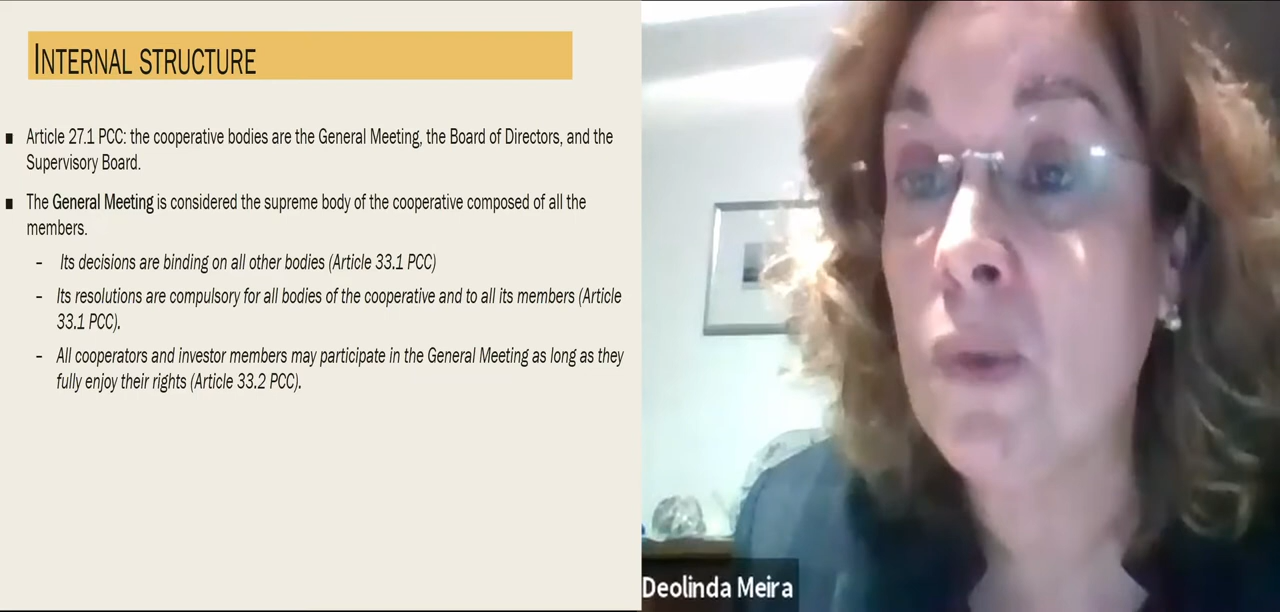 INTERNAL STRUCTURE
■ Article 27.1 PCC: the cooperative bodies are the General Meeting, the Board of Directors, and the
Supervisory Board.
■ The General Meeting is considered the supreme body of the cooperative composed of all the
members.
– Its decisions are binding on all other bodies (Article 33.1 PCC)
– Its resolutions are compulsory for all bodies of the cooperative and to all its members (Article
33.1 PCC).
– All cooperators and investor members may participate in the General Meeting as long as they
fully enjoy their rights (Article 33.2 PCC).
Deolinda Meira